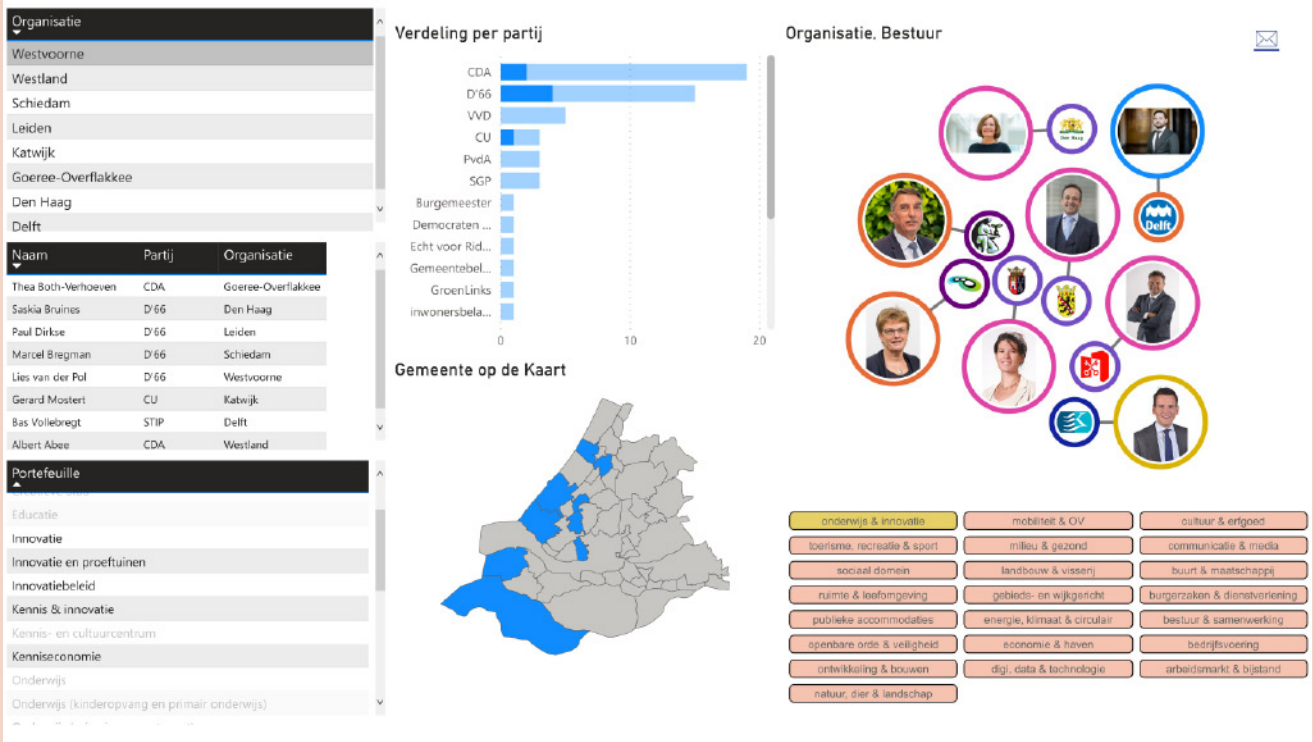 Organisatie
Westvoorne
Westland
Schiedam
Leiden
Katwijk
Goeree-Overflakkee
Den Haag
Delft
Naam Partij Organisatie
Thea Both-Verhoeven CDA Goeree-Overflakkee
Saskia Bruines D'66 Den Haag
Paul Dirkse D'66 Leiden
Marcel Bregman D'66 Schiedam
Lies van der Pol D'66 Westvoorne
Gerard Mostert CU Katwijk
Bas Vollebregt STIP Delft
Albert Abee CDA Westland
Portefeuille
Educatie
Innovatie
Innovatie en proeftuinen
Innovatiebeleid
Kennis & innovatie
Kennis- en cultuurcentrum
Kenniseconomie
Onderwijs
Onderwijs (kinderopvang en primair onderwijs)
Verdeling per partij
CDA
D'66
VVD
CU
PvdA
SGP
Burgemeester
Democraten ...
Echt voor Rid...
Gemeentebel...
GroenLinks
inwonersbela...
0 10 20
Gemeente op de Kaart
Organisatie, Bestuur
Den Haag
Delft
onderwijs & innovatie mobiliteit & OV cultuur & erfgoed
toerisme, recreatie & sport milieu & gezond communicatie & media
sociaal domein landbouw & visserij buurt & maatschappij
ruimte & leefomgeving gebieds- en wijkgericht burgerzaken & dienstverlening
publieke accommodaties energie, klimaat & circulair bestuur & samenwerking
openbare orde & veiligheid economie & haven bedrijfsvoering
ontwikkeling & bouwen digi, data & technologie arbeidsmarkt & bijstand
natuur, dier & landschap